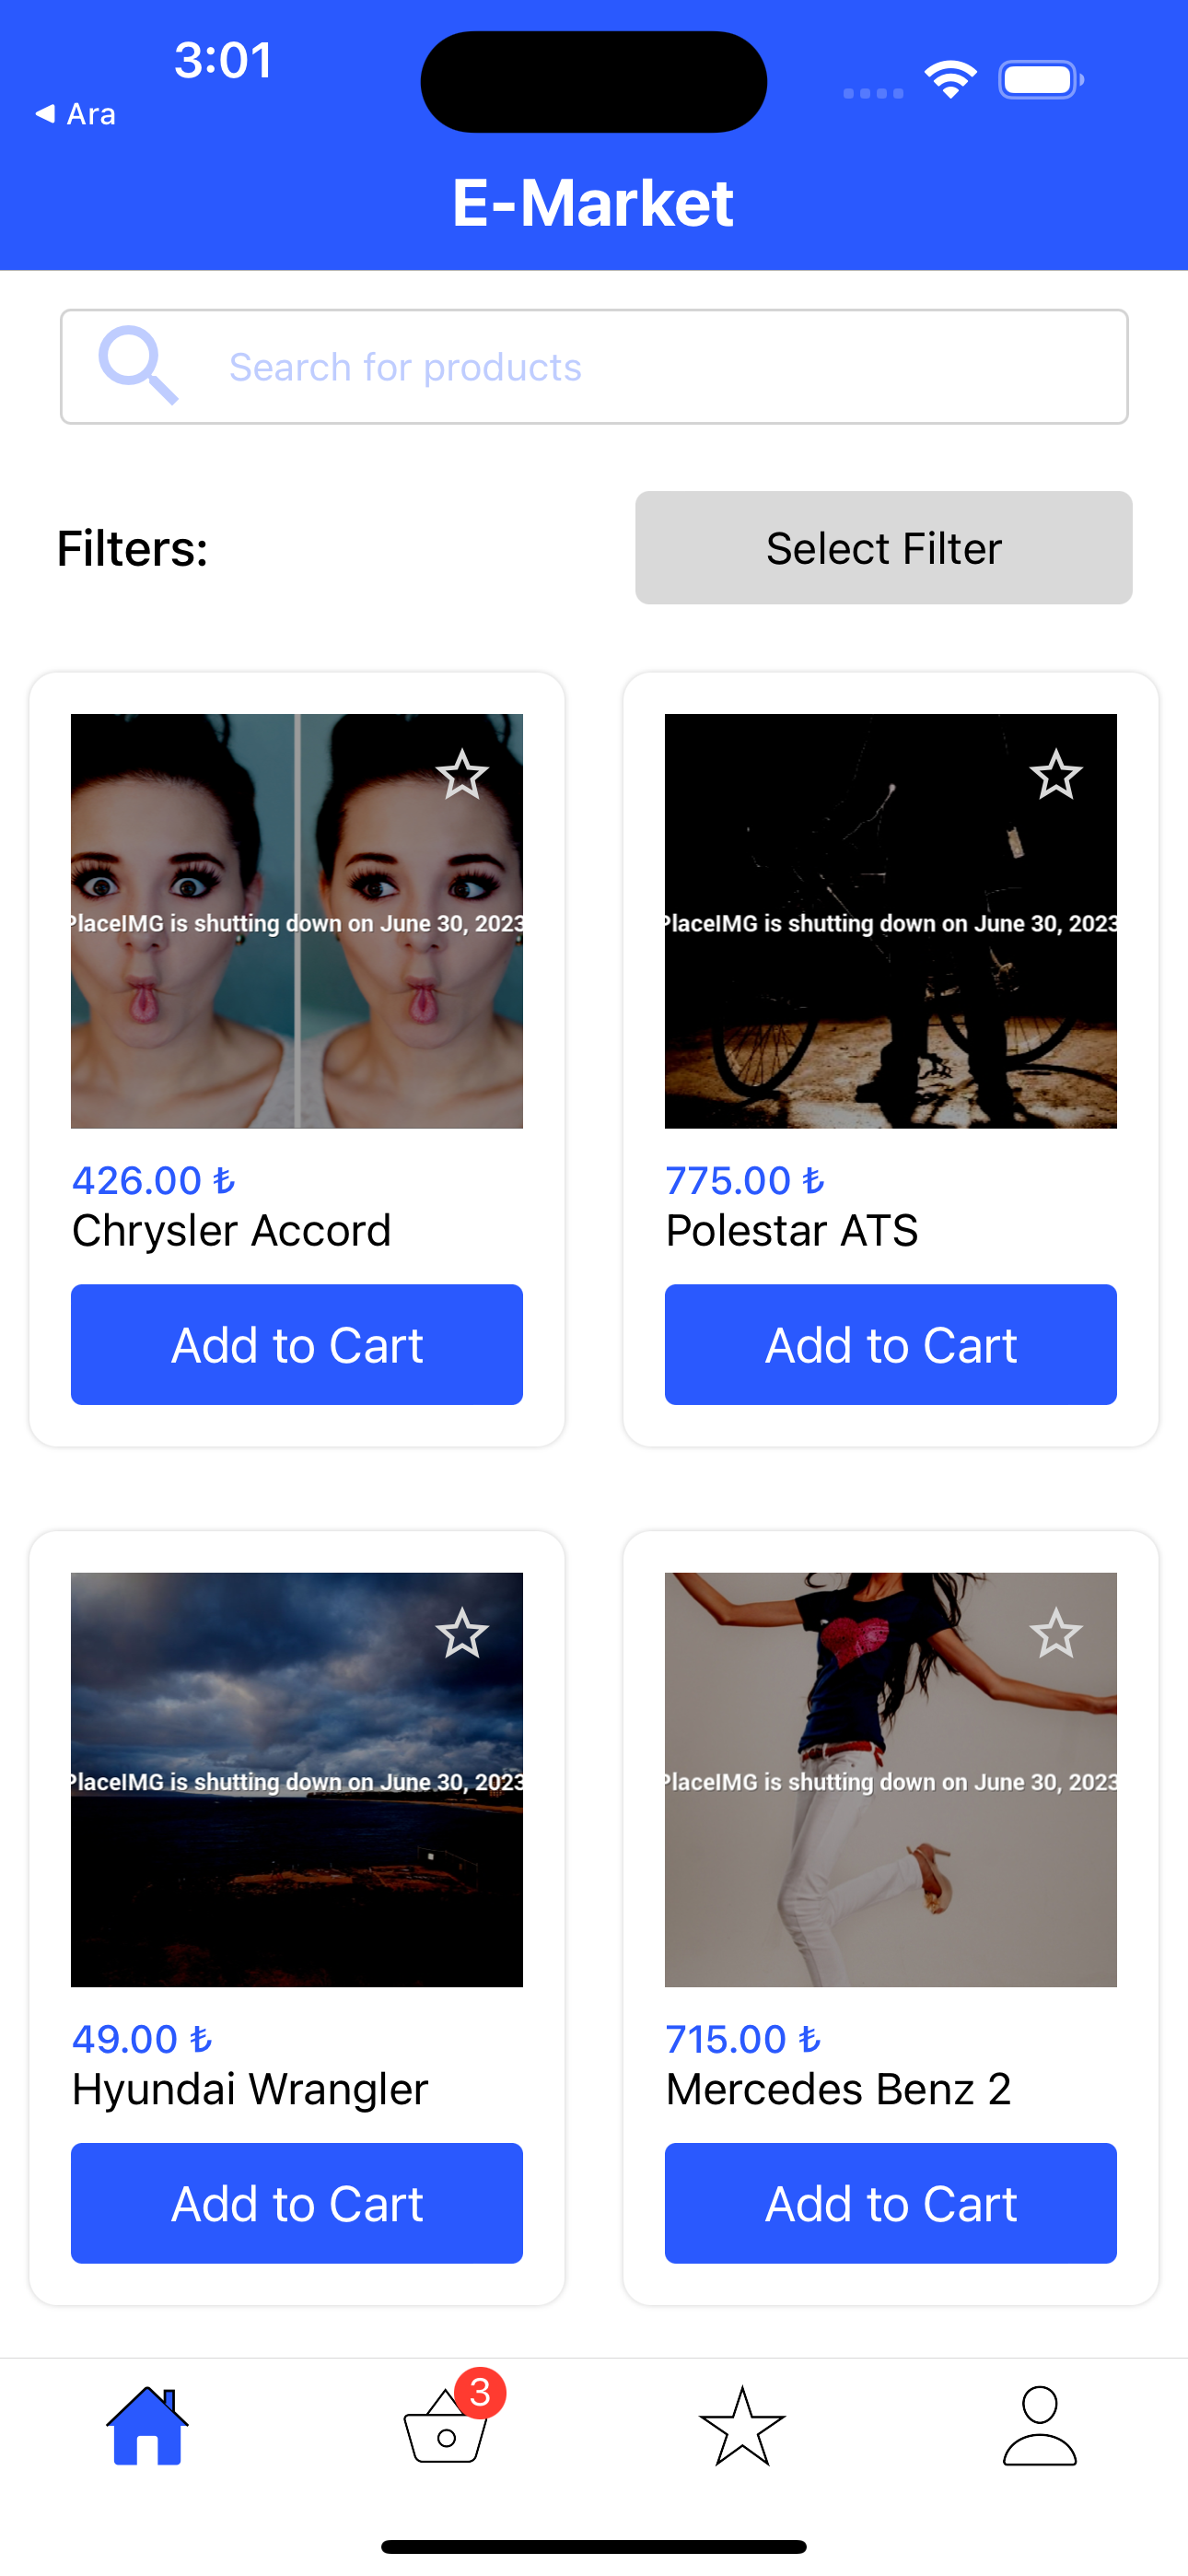 3:01
Ara
E-Market
Search for products
Filters:
Select Filter
PlaceIMG is shutting down on June 30, 2023
PlaceIMG is shutting down on June 30, 2023
426.00 ₺
775.00 ₺
Chrysler Accord
Polestar ATS
Add to Cart
Add to Cart
PlaceIMG is shutting down on June 30, 2023
PlaceIMG is shutting down on June 30, 2023
49.00 ₺
715.00 ₺
Hyundai Wrangler
Mercedes Benz 2
Add to Cart
Add to Cart
3